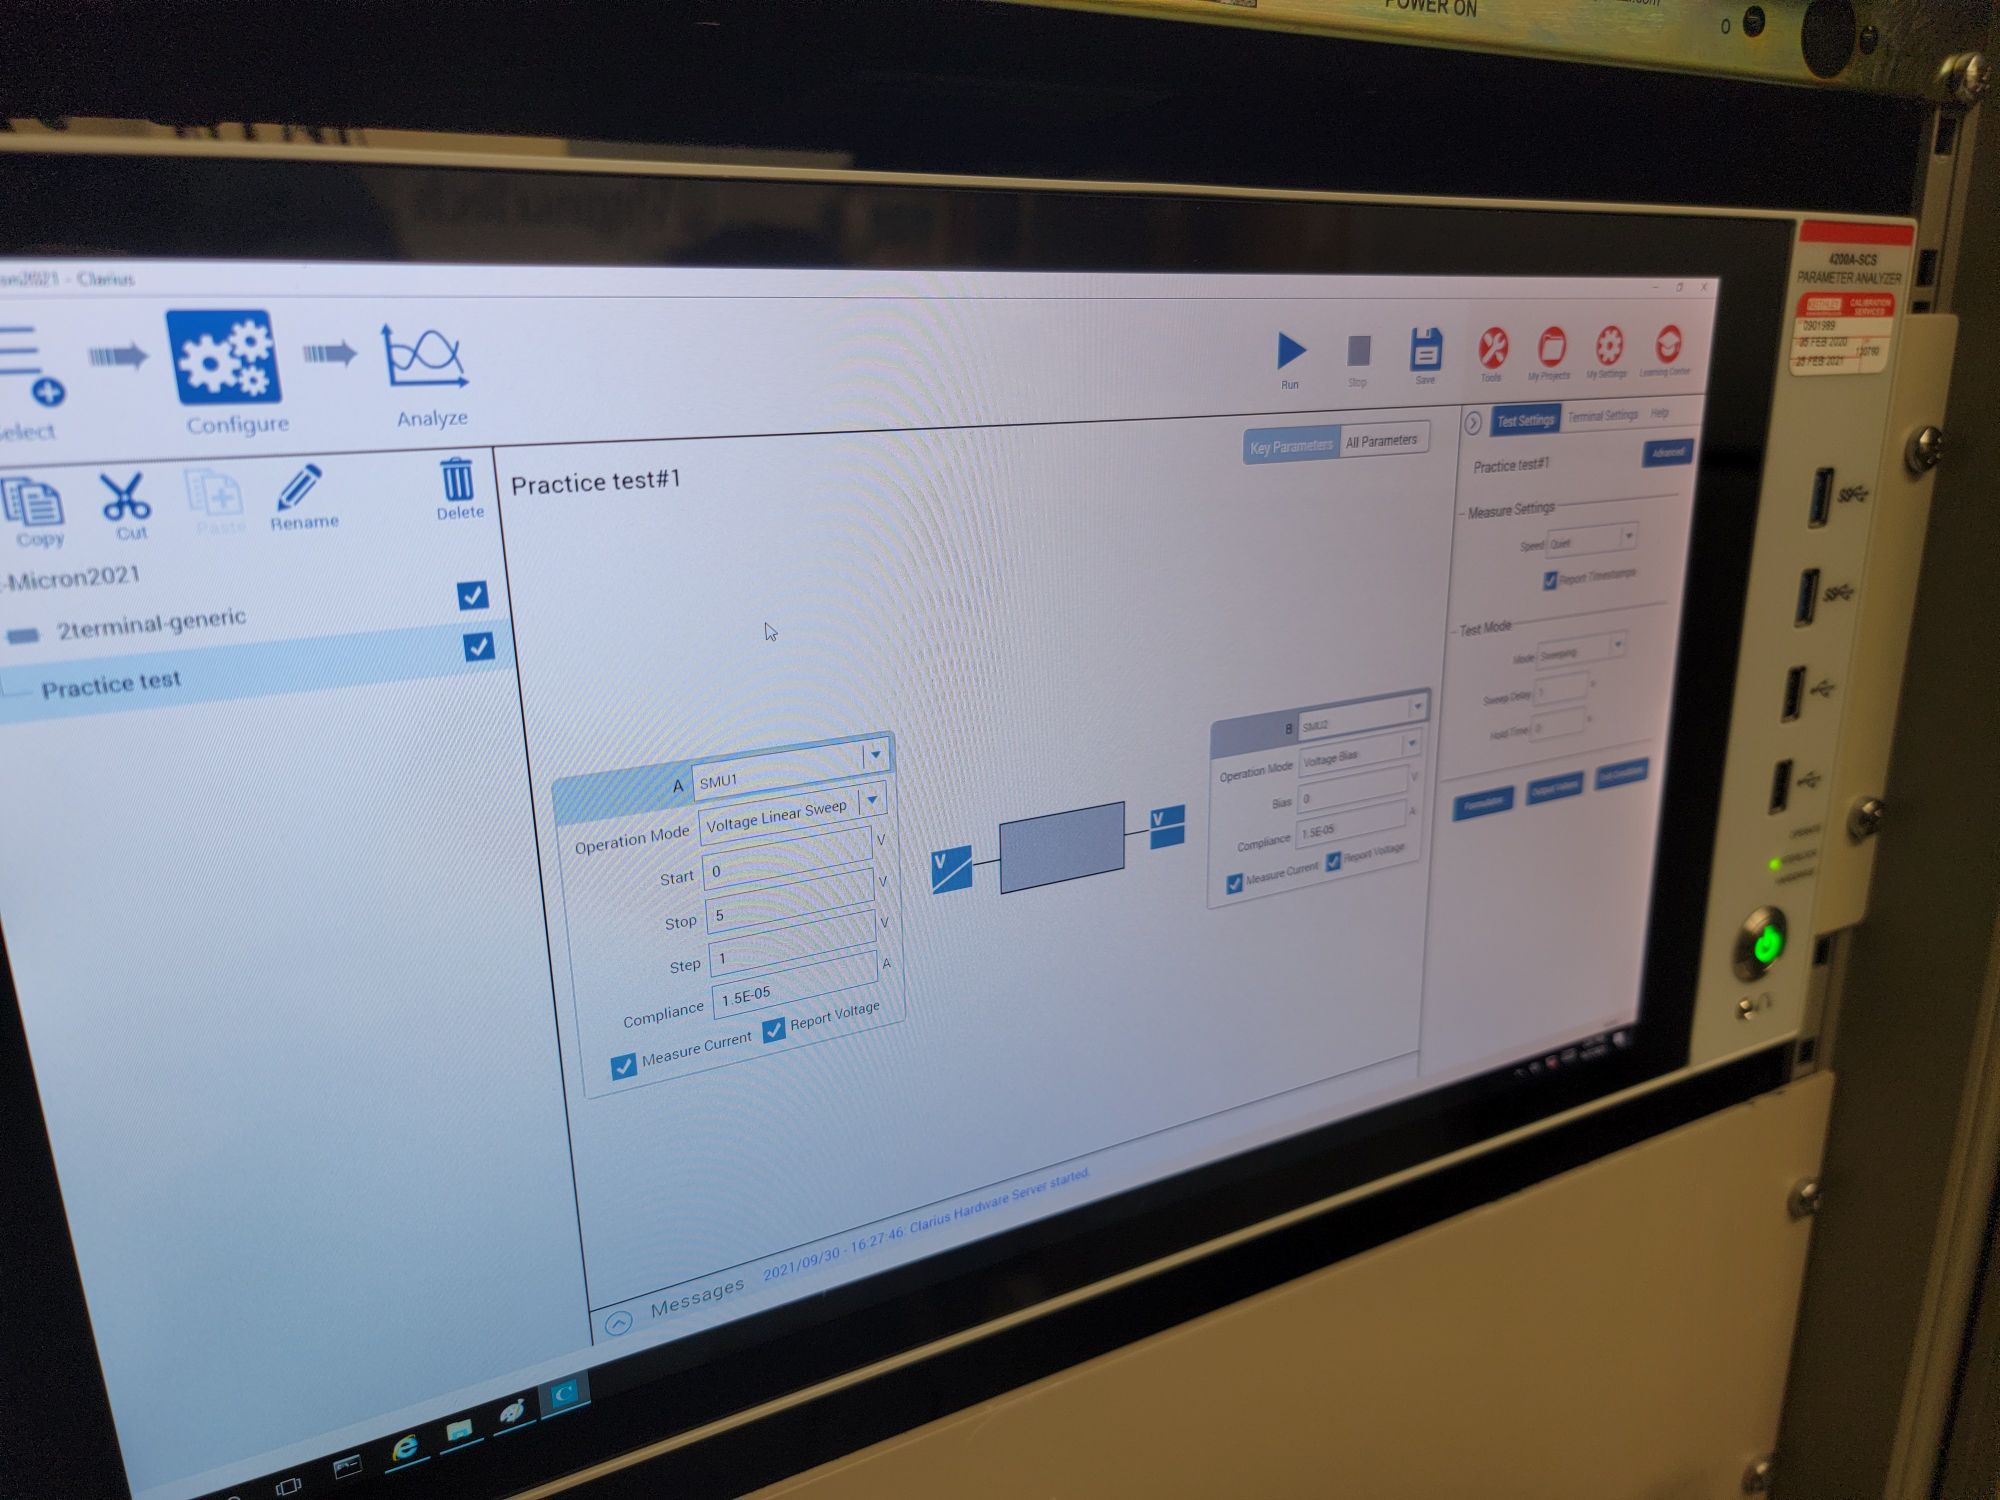 POWER ON
4200A-SCS
PARAMETER ANALYZER
KEITHLEY CALIBRATION
SERVICED
0901989
25 FEB 2020
25 FEB 2021
- Clarius
Configure
Analyze
Run
Stop
Save
Tools
My Projects
My Settings
Learning Center
Copy
Cut
Paste
Rename
Delete
-Micron2021
2terminal-generic
Practice test
Practice test#1
Key Parameters
All Parameters
A SMU1
Operation Mode Voltage Linear Sweep
Start 0 V
Stop 5 V
Step 1 V
Compliance 1.5E-05 A
Measure Current Report Voltage
V
V
B SMU2
Operation Mode Voltage Bias
Bias 0 V
Compliance 1.5E-05 A
Measure Current Report Voltage
Test Settings Terminal Settings Help
Practice test#1 Advanced
Measure Settings
Speed Quiet
Report Timestamps
Test Mode
Mode Sweeping
Sweep Delay
Hold Time 0
Formulator Output Values
Messages 2021/09/30 - 16:27:46: Clarius Hardware Server started.